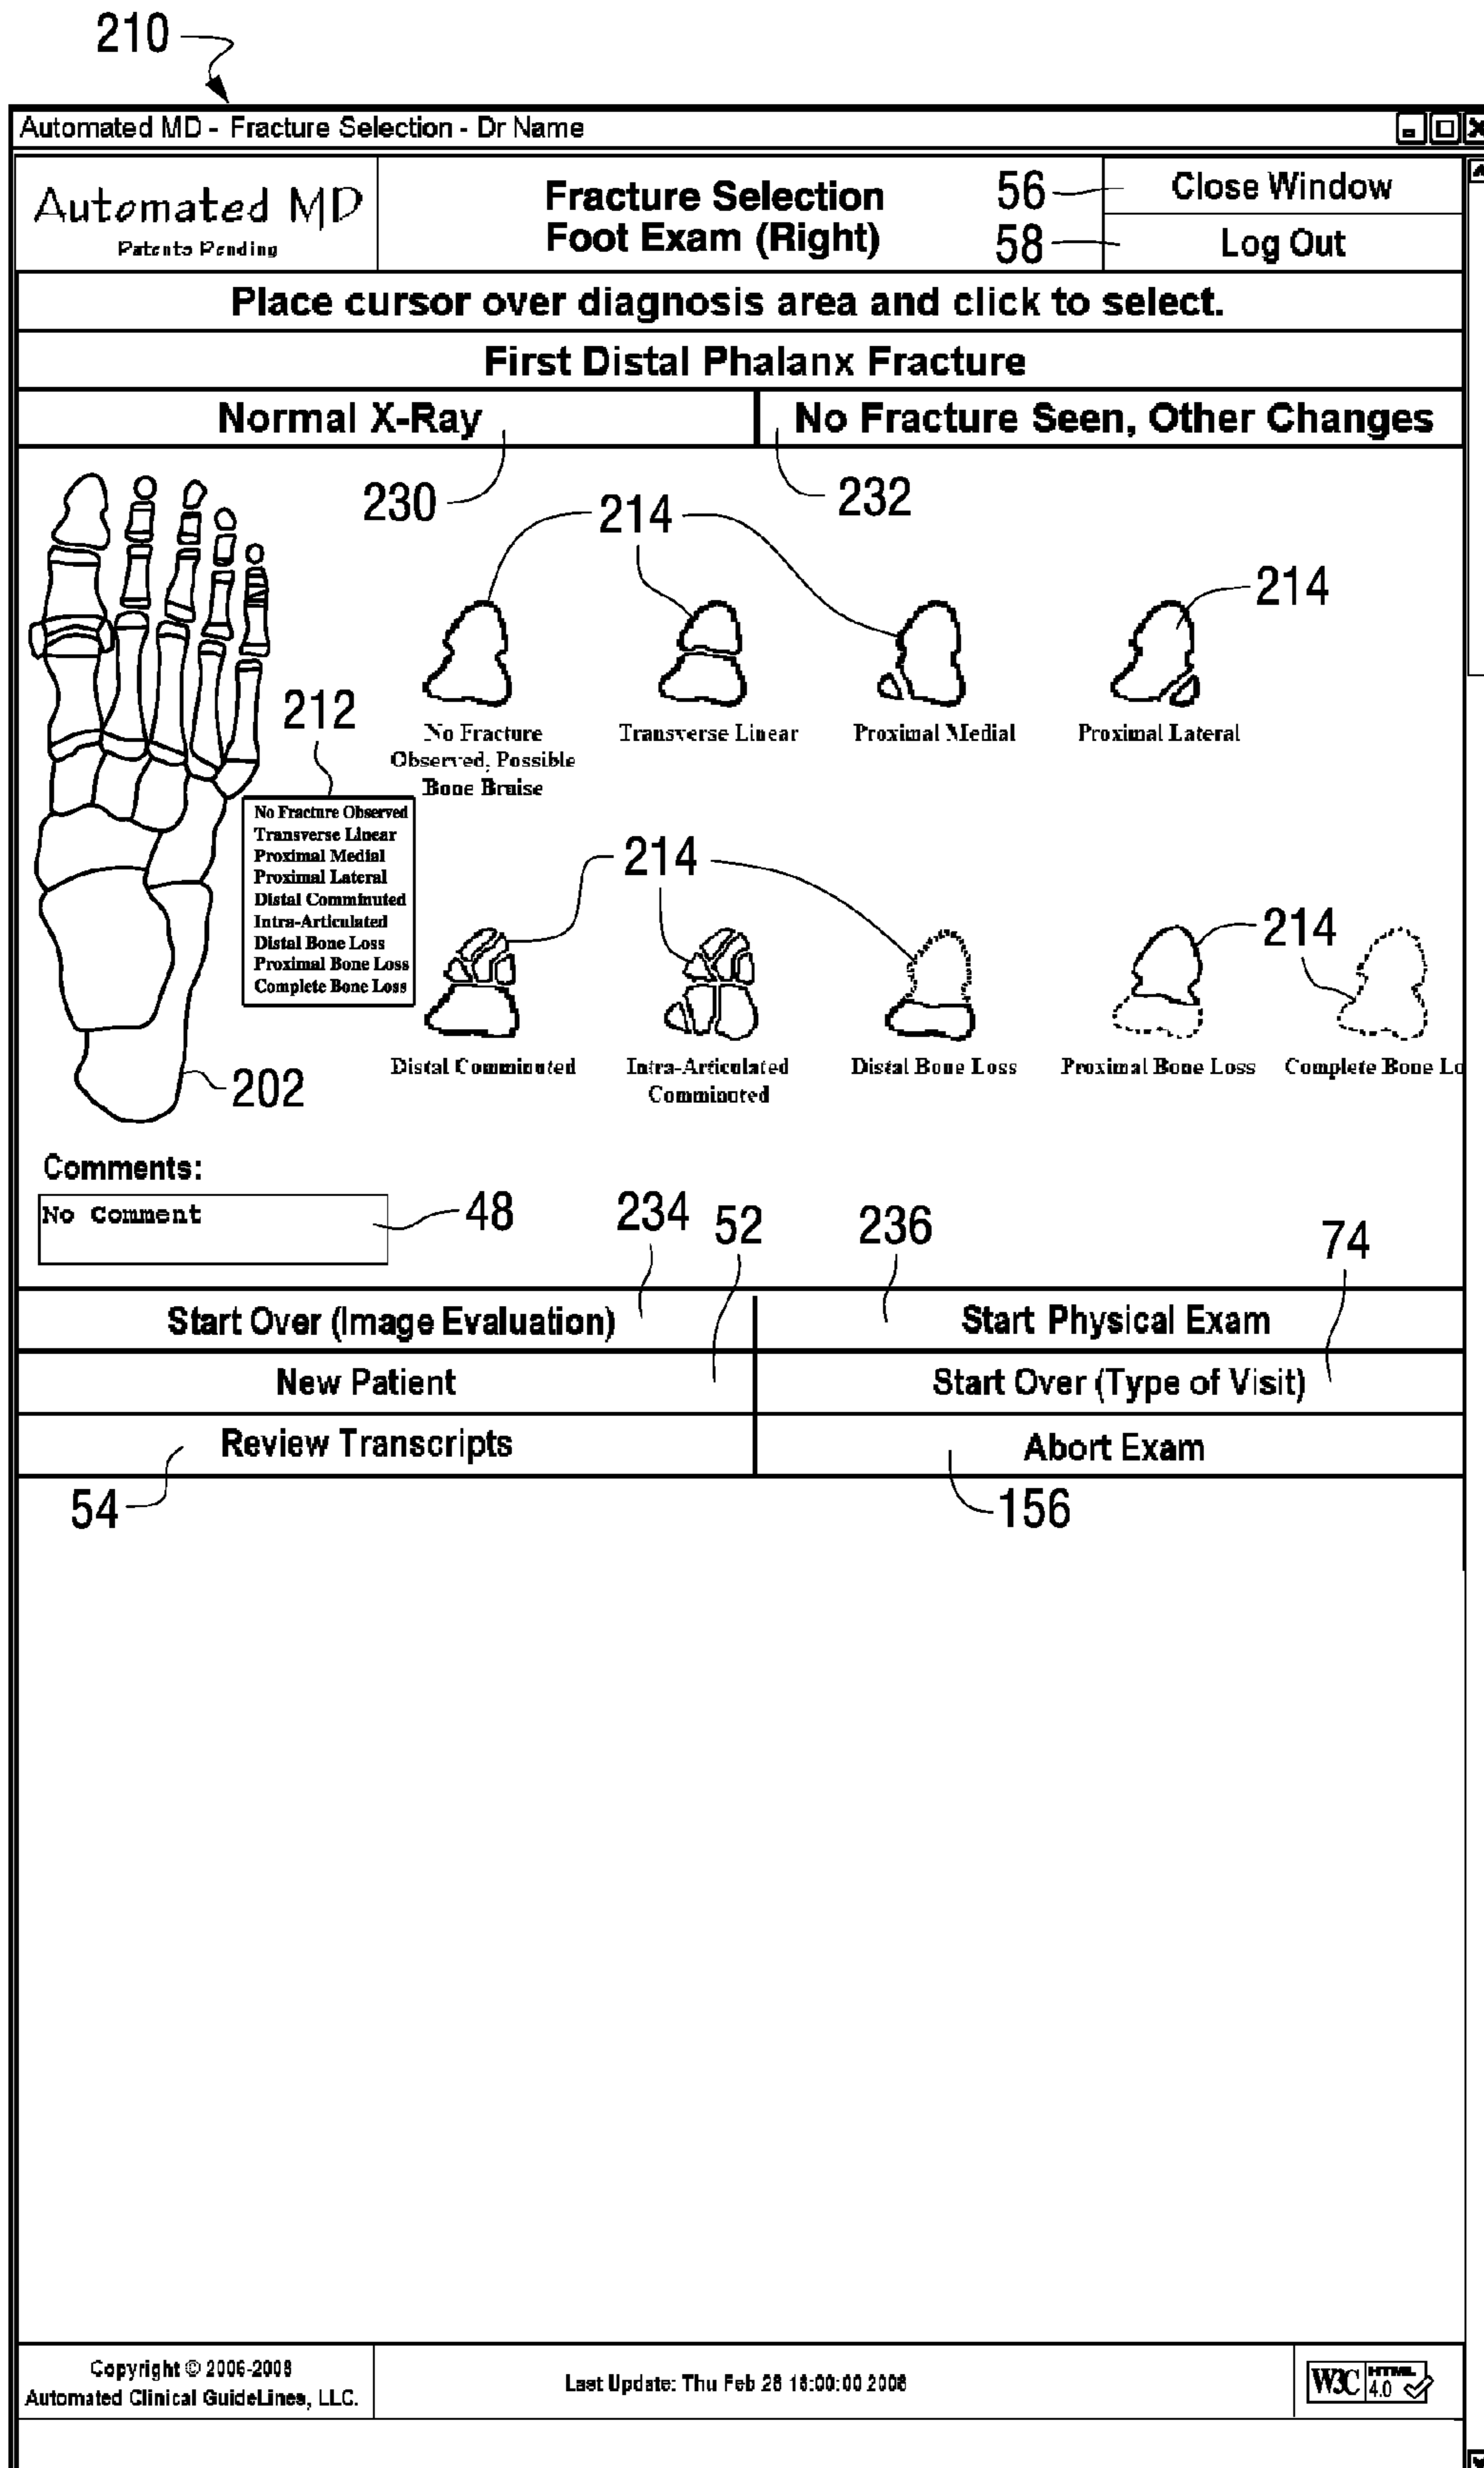 210
Automated MD - Fracture Selection - Dr Name
Automated MD
Patents Pending
Fracture Selection
Foot Exam (Right)
56
Close Window
58
Log Out
Place cursor over diagnosis area and click to select.
First Distal Phalanx Fracture
Normal X-Ray
No Fracture Seen, Other Changes
230
214
232
214
212
No Fracture
Observed, Possible
Bone Bruise
Transverse Linear
Proximal Medial
Proximal Lateral
No Fracture Observed
Transverse Linear
Proximal Medial
Proximal Lateral
Distal Comminuted
Intra-Articulated
Distal Bone Loss
Proximal Bone Loss
Complete Bone Loss
214
214
Distal Comminuted
Intra-Articulated
Comminuted
Distal Bone Loss
Proximal Bone Loss
Complete Bone Lo
202
Comments:
No Comment
48
234
52
236
74
Start Over (Image Evaluation)
Start Physical Exam
New Patient
Start Over (Type of Visit)
Review Transcripts
Abort Exam
54
156
Copyright © 2006-2008
Automated Clinical GuideLines, LLC.
Last Update: Thu Feb 28 18:00:00 2008
W3C HTML 4.0